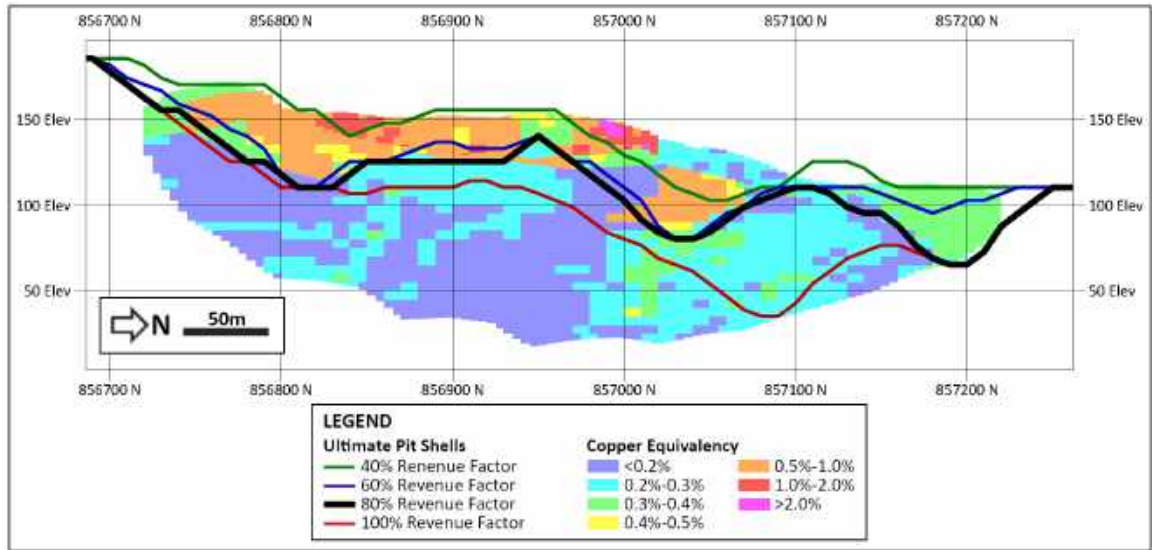 856700 N 856800 N 856900 N 857000 N 857100 N 857200 N
150 Elev 150 Elev
100 Elev 100 Elev
50 Elev 50 Elev
N 50m
856700 N 856800 N 856900 N 857000 N 857100 N 857200 N
LEGEND
Ultimate Pit Shells
40% Renenue Factor
60% Revenue Factor
80% Revenue Factor
100% Revenue Factor
Copper Equivalency
<0.2%
0.2%-0.3%
0.3%-0.4%
0.4%-0.5%
0.5%-1.0%
1.0%-2.0%
>2.0%